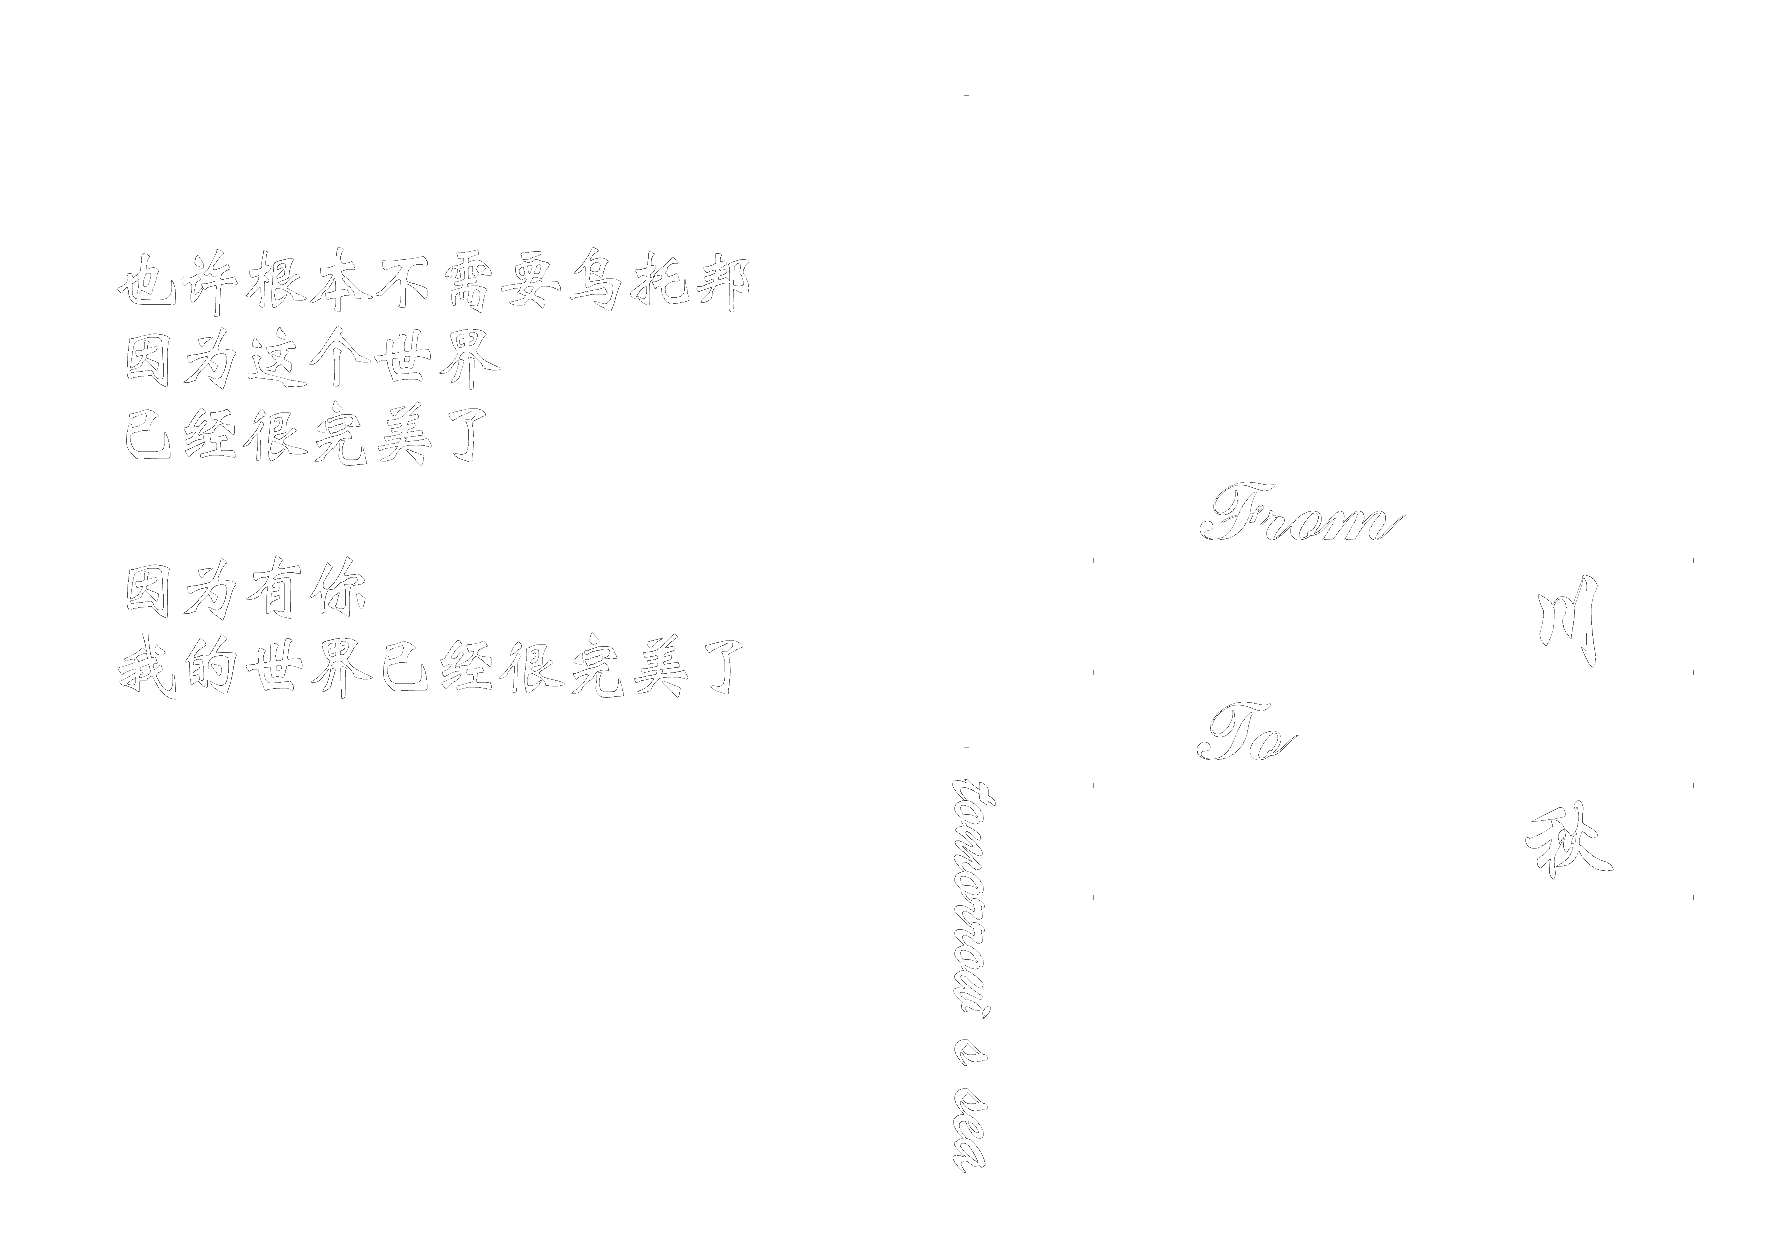 也许根本不需要乌托邦
因为这个世界
已经很完美了
因为有你
我的世界已经很完美了
From
川
To
秋
tomorrow's sea